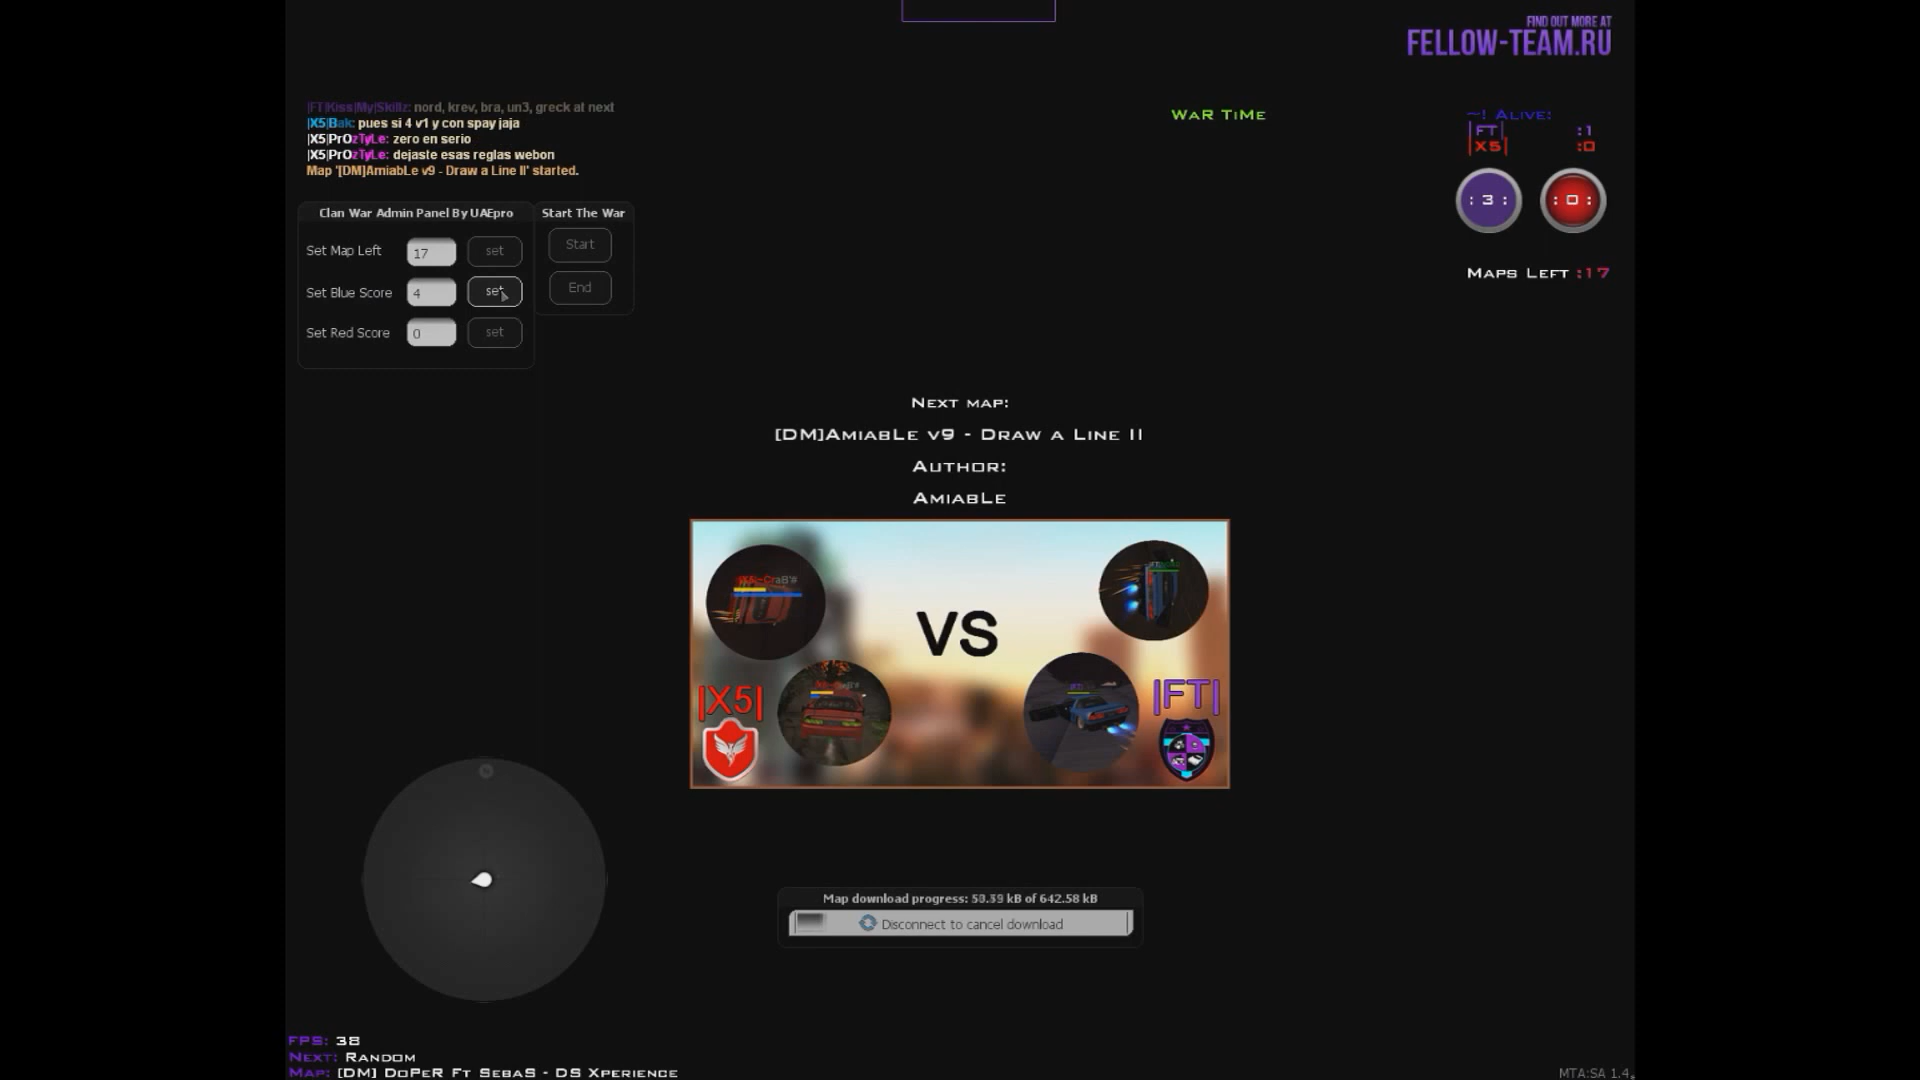 FIND OUT MORE AT
FELLOW-TEAM.RU
|FT|Kiss|My|Skillz: nord, krev, bra, un3, greck at next
|X5|Bak: pues si 4 v1 y con spay jaja
|X5|PrOzTyLe: zero en serio
|X5|PrOzTyLe: dejaste esas reglas webon
Map '[DM]AmiabLe v9 - Draw a Line II' started.
WaR TiMe
~! Alive:
|FT| :1
|X5| :0
:3: :0:
Maps Left :17
Clan War Admin Panel By UAEpro
Start The War
Set Map Left 17 set
Start
Set Blue Score 4 set
End
Set Red Score 0 set
Next map:
[DM]AmiabLe v9 - Draw a Line II
Author:
AmiabLe
VS
|X5|
|FT|
Map download progress: 50.39 kB of 642.58 kB
Disconnect to cancel download
FPS: 38
Next: Random
Map: [DM] DoPeR Ft SebaS - DS Xperience
MTA:SA 1.4